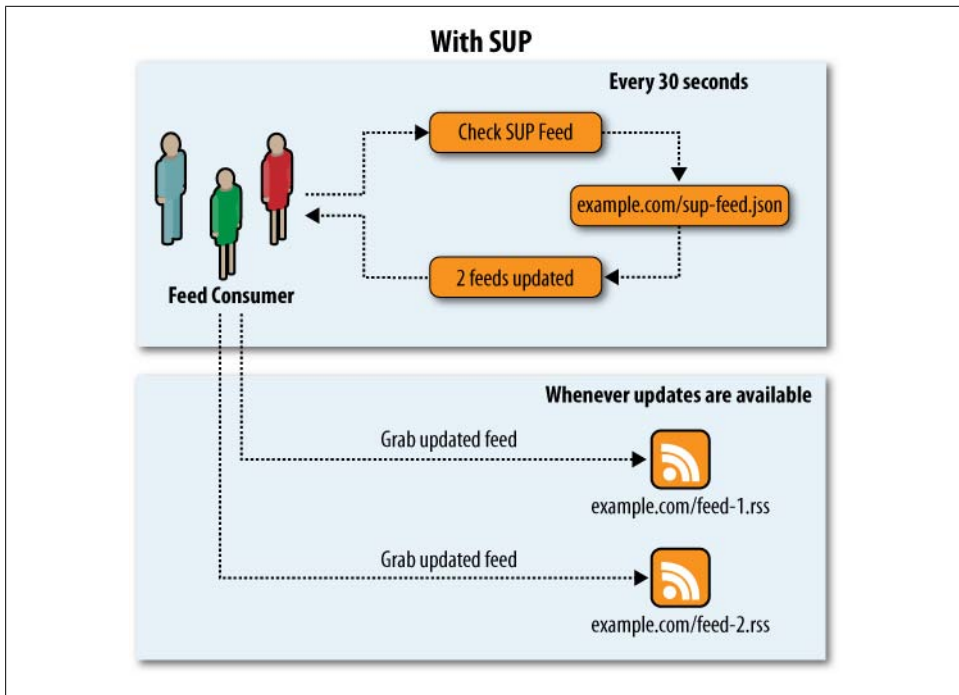 With SUP
Every 30 seconds
Check SUP Feed
example.com/sup-feed.json
2 feeds updated
Feed Consumer
Whenever updates are available
Grab updated feed
example.com/feed-1.rss
Grab updated feed
example.com/feed-2.rss